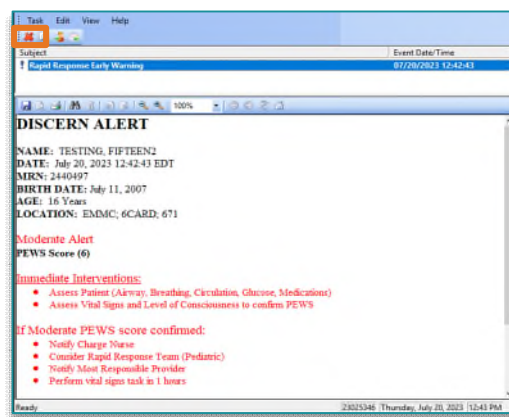 Task Edit View Help
Subject Event Date/Time
! Rapid Response Early Warning 07/20/2023 12:42:43
100%
DISCERN ALERT
NAME: TESTING, FIFTEEN2
DATE: July 20, 2023 12:42:43 EDT
MRN: 2440497
BIRTH DATE: July 11, 2007
AGE: 16 Years
LOCATION: EMMC; 6CARD; 671
Moderate Alert
PEWS Score (6)
Immediate Interventions:
• Assess Patient (Airway, Breathing, Circulation, Glucose, Medications)
• Assess Vital Signs and Level of Consciousness to confirm PEWS
If Moderate PEWS score confirmed:
• Notify Charge Nurse
• Consider Rapid Response Team (Pediatric)
• Notify Most Responsible Provider
• Perform vital signs task in 1 hours
Ready 23025346 Thursday, July 20, 2023 12:43 PM